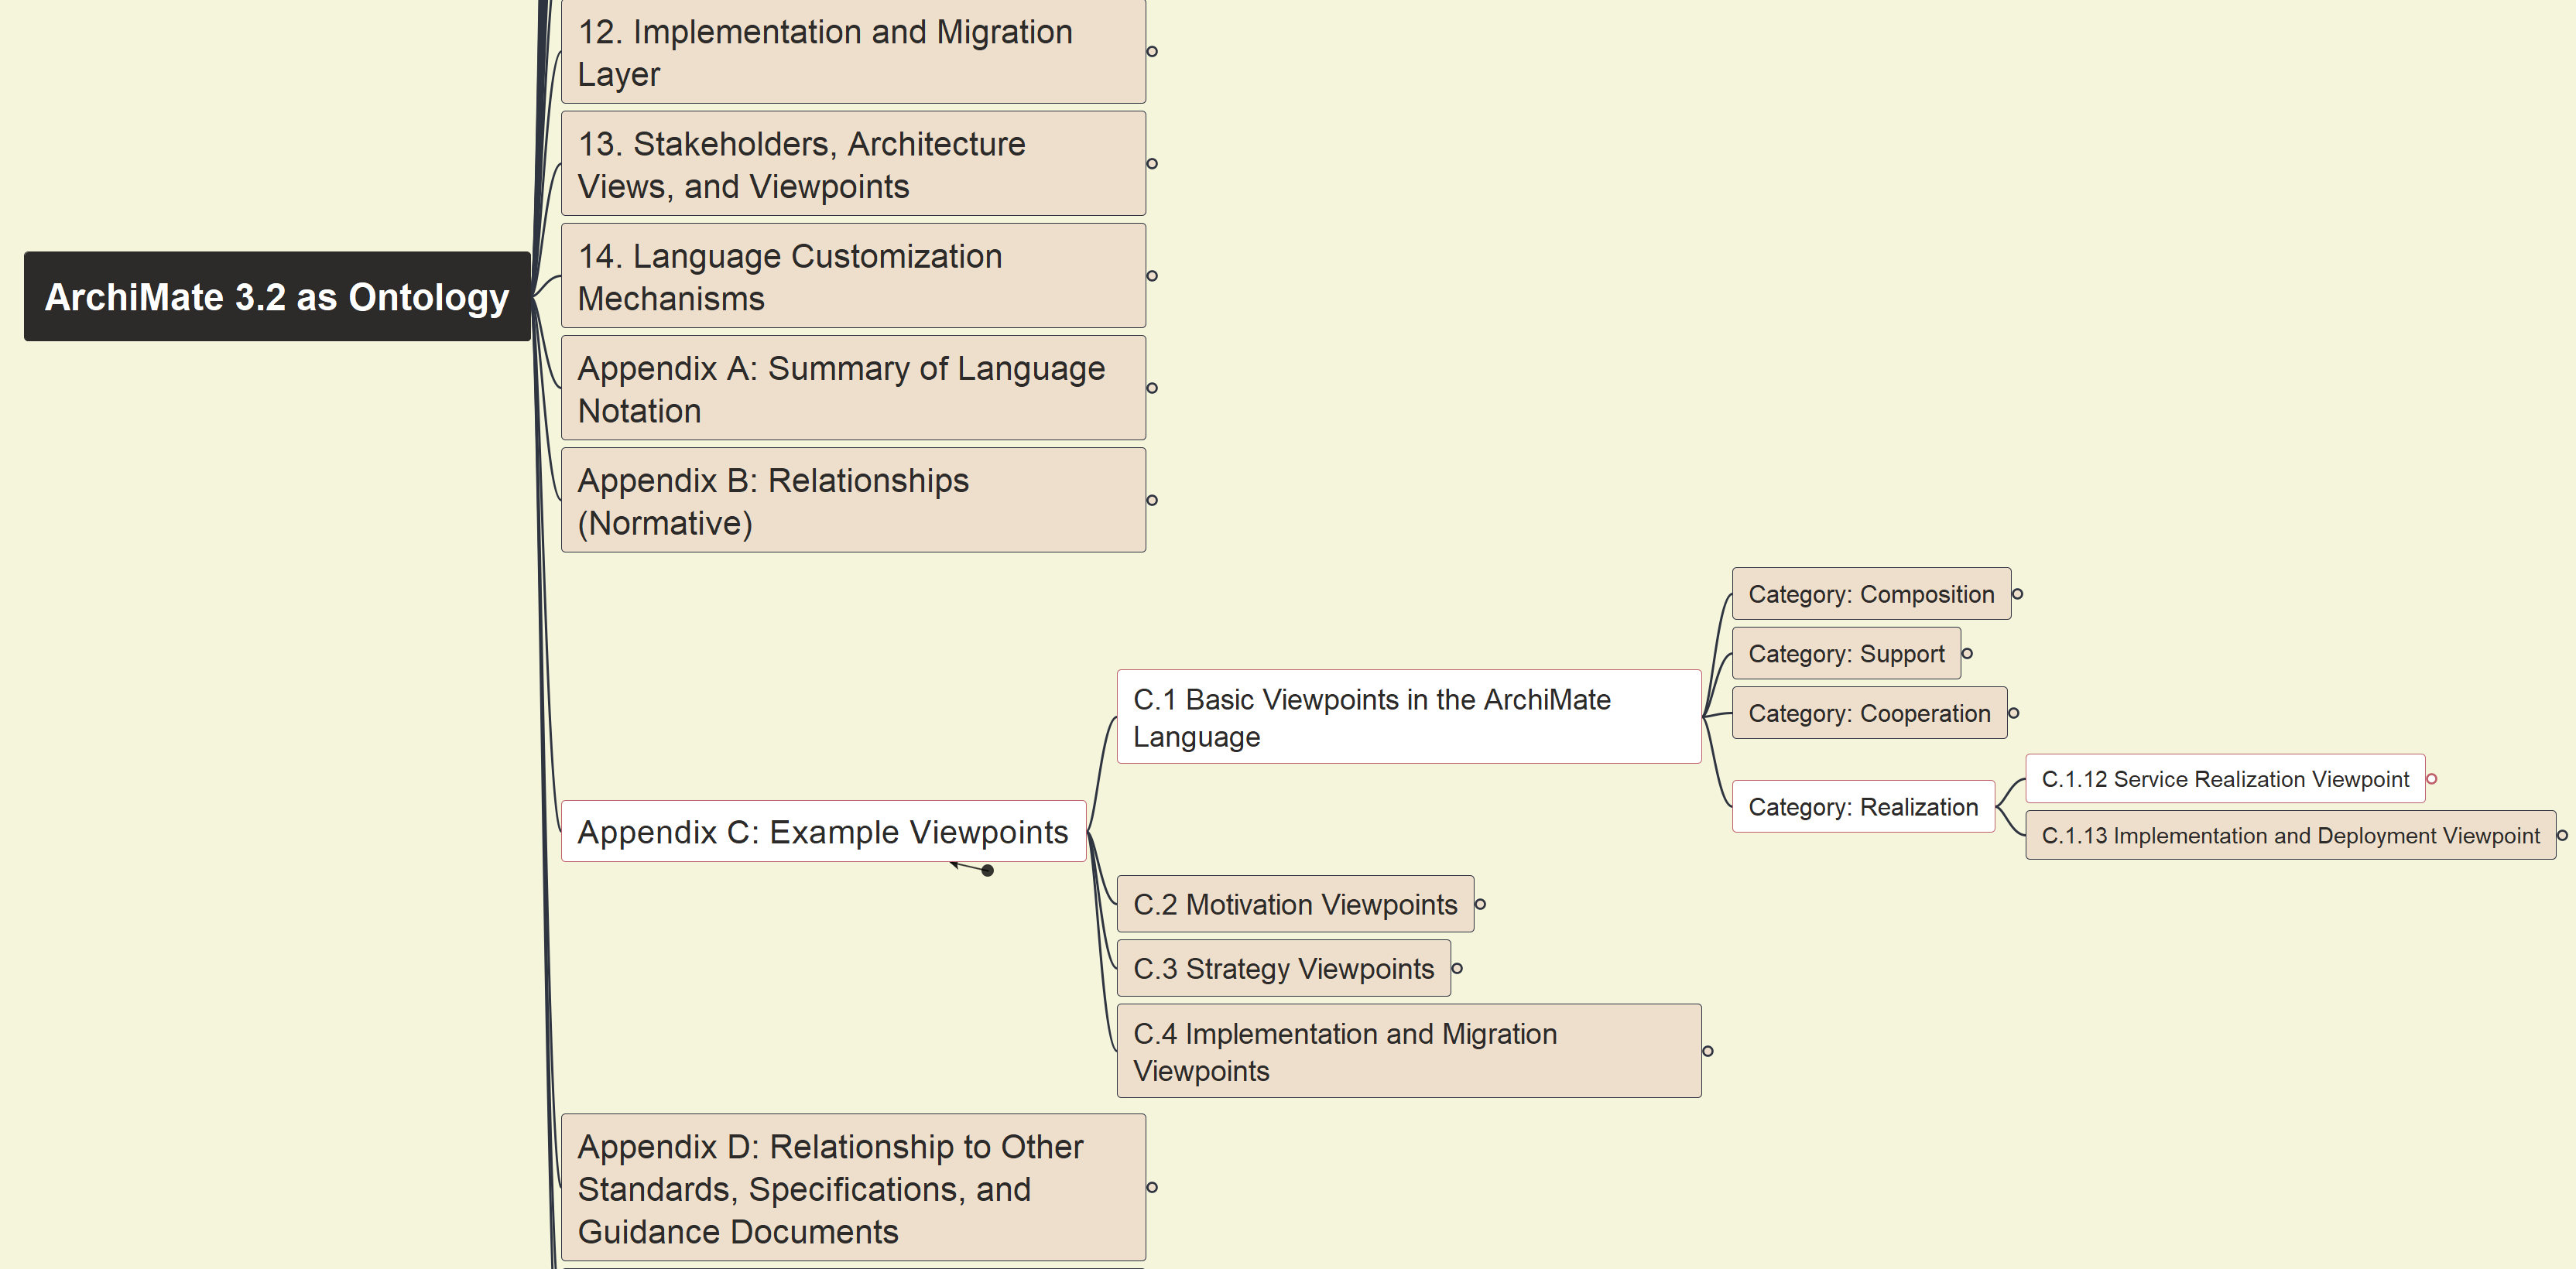 12. Implementation and Migration
Layer
13. Stakeholders, Architecture
Views, and Viewpoints
ArchiMate 3.2 as Ontology
14. Language Customization
Mechanisms
Appendix A: Summary of Language
Notation
Appendix B: Relationships
(Normative)
Appendix C: Example Viewpoints
C.1 Basic Viewpoints in the ArchiMate
Language
Category: Composition
Category: Support
Category: Cooperation
Category: Realization
C.1.12 Service Realization Viewpoint
C.1.13 Implementation and Deployment Viewpoint
C.2 Motivation Viewpoints
C.3 Strategy Viewpoints
C.4 Implementation and Migration
Viewpoints
Appendix D: Relationship to Other
Standards, Specifications, and
Guidance Documents